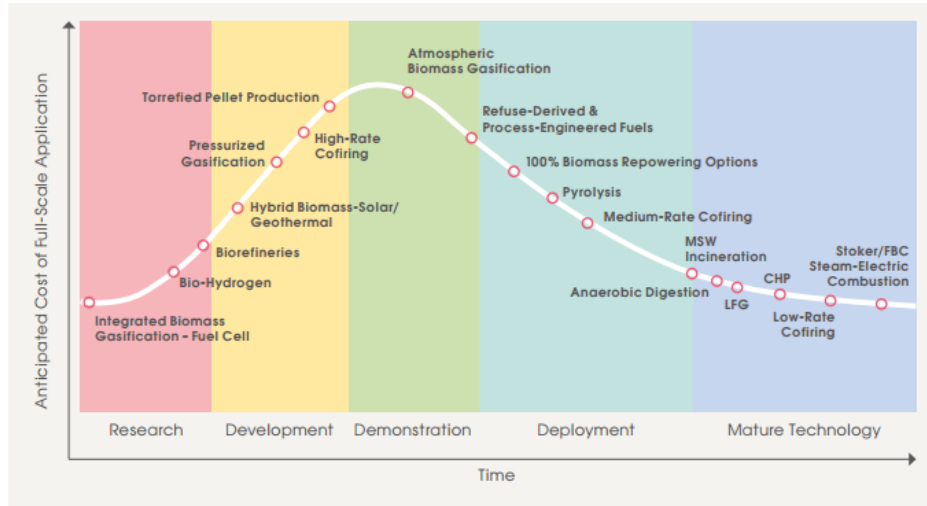 Anticipated Cost of Full-Scale Application
Atmospheric
Biomass Gasification
Torrefied Pellet Production
Refuse-Derived &
Process-Engineered Fuels
High-Rate
Cofiring
Pressurized
Gasification
100% Biomass Repowering Options
Pyrolysis
Hybrid Biomass-Solar/
Geothermal
Medium-Rate Cofiring
Biorefineries
MSW
Incineration
Stoker/FBC
Steam-Electric
Combustion
Bio-Hydrogen
CHP
Anaerobic Digestion
LFG
Integrated Biomass
Gasification – Fuel Cell
Low-Rate
Cofiring
Research
Development
Demonstration
Deployment
Mature Technology
Time